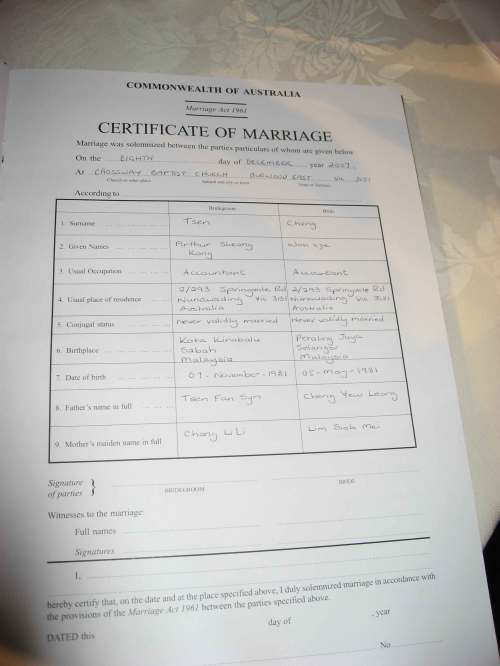 COMMONWEALTH OF AUSTRALIA
Marriage Act 1961
CERTIFICATE OF MARRIAGE
Marriage was solemnized between the parties particulars of whom are given below
On the EIGHTH day of DECEMBER, year 2007.
At CROSSWAY BAPTIST CHURCH BURWOOD EAST Vic 3151
According to
Bridegroom Bride
1. Surname Tsen Cheng
2. Given Names Arthur Sheong Kong Wan
3. Usual Occupation Accountant Accountant
4. Usual place of residence 2/293 Springvale Rd, 2/293 Springvale Rd,
Nunawading Vic 3131 Nunawading Vic 3131
Australia Australia
5. Conjugal status Never validly married Never validly married
6. Birthplace Kota Kinabalu Petaling Jaya
Sabah Selangor
Malaysia Malaysia
7. Date of birth 07-November-1981 05-May-1981
8. Father's name in full Tsen Fan Syn Cheng Yew Leong
9. Mother's maiden name in full Chong Li Lim Siok Mei
Signature
of parties }
BRIDEGROOM BRIDE
Witnesses to the marriage:
Full names
Signatures
I,
hereby certify that, on the date and at the place specified above, I duly solemnized marriage in accordance with
the provisions of the Marriage Act 1961 between the parties specified above.
DATED this day of , year
No